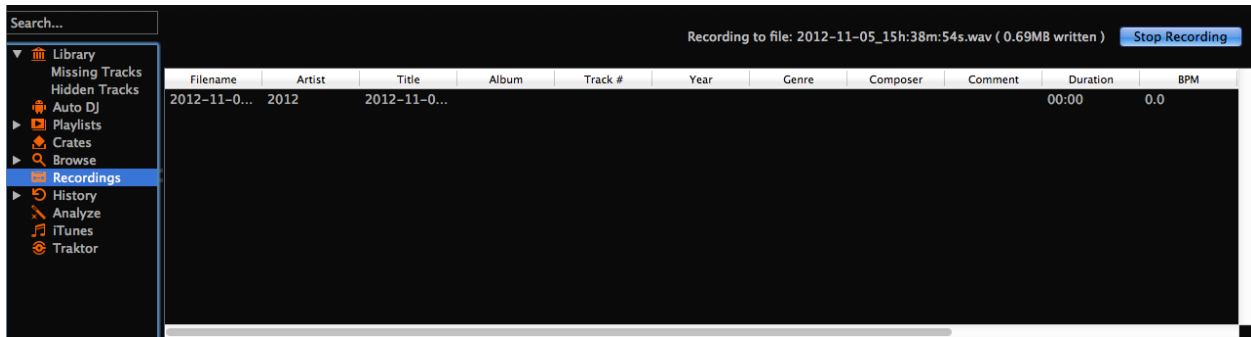 Search...
Recording to file: 2012-11-05_15h:38m:54s.wav ( 0.69MB written ) Stop Recording
Library
Missing Tracks
Hidden Tracks
Auto DJ
Playlists
Crates
Browse
Recordings
History
Analyze
iTunes
Traktor
Filename Artist Title Album Track # Year Genre Composer Comment Duration BPM
2012-11-0... 2012 2012-11-0... 00:00 0.0